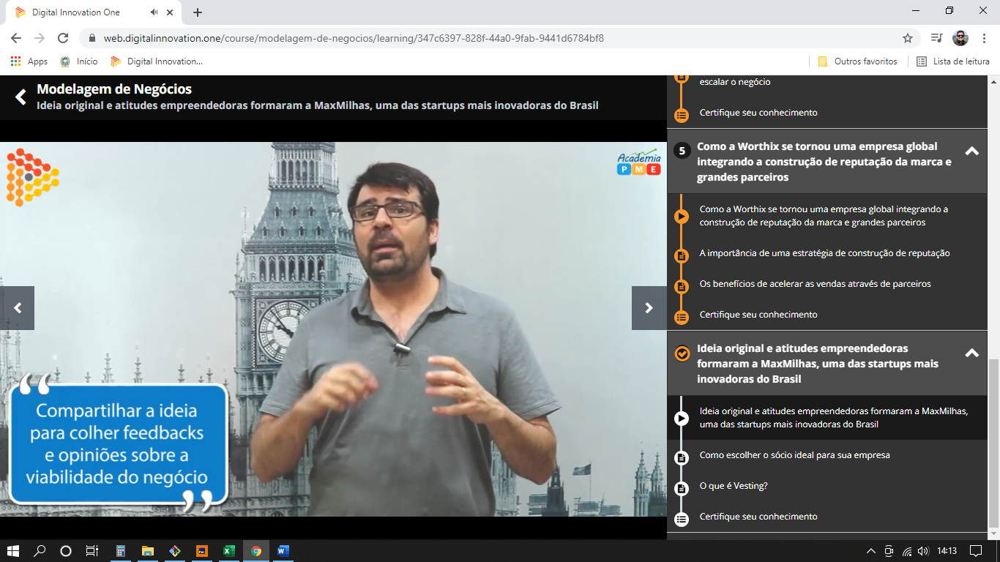 Digital Innovation One
web.digitalinnovation.one/course/modelagem-de-negocios/learning/347c6397-828f-44a0-9fab-9441d6784bf8
Apps
Início
Digital Innovation...
Outros favoritos
Lista de leitura
Modelagem de Negócios
Ideia original e atitudes empreendedoras formaram a MaxMilhas, uma das startups mais inovadoras do Brasil
Academia
P M E
Compartilhar a ideia
para colher feedbacks
e opiniões sobre a
viabilidade do negócio
escalar o negócio
Certifique seu conhecimento
5
Como a Worthix se tornou uma empresa global
integrando a construção de reputação da marca e
grandes parceiros
Como a Worthix se tornou uma empresa global integrando a
construção de reputação da marca e grandes parceiros
A importância de uma estratégia de construção de reputação
Os benefícios de acelerar as vendas através de parceiros
Certifique seu conhecimento
Ideia original e atitudes empreendedoras
formaram a MaxMilhas, uma das startups mais
inovadoras do Brasil
Ideia original e atitudes empreendedoras formaram a MaxMilhas,
uma das startups mais inovadoras do Brasil
Como escolher o sócio ideal para sua empresa
O que é Vesting?
Certifique seu conhecimento
14:13